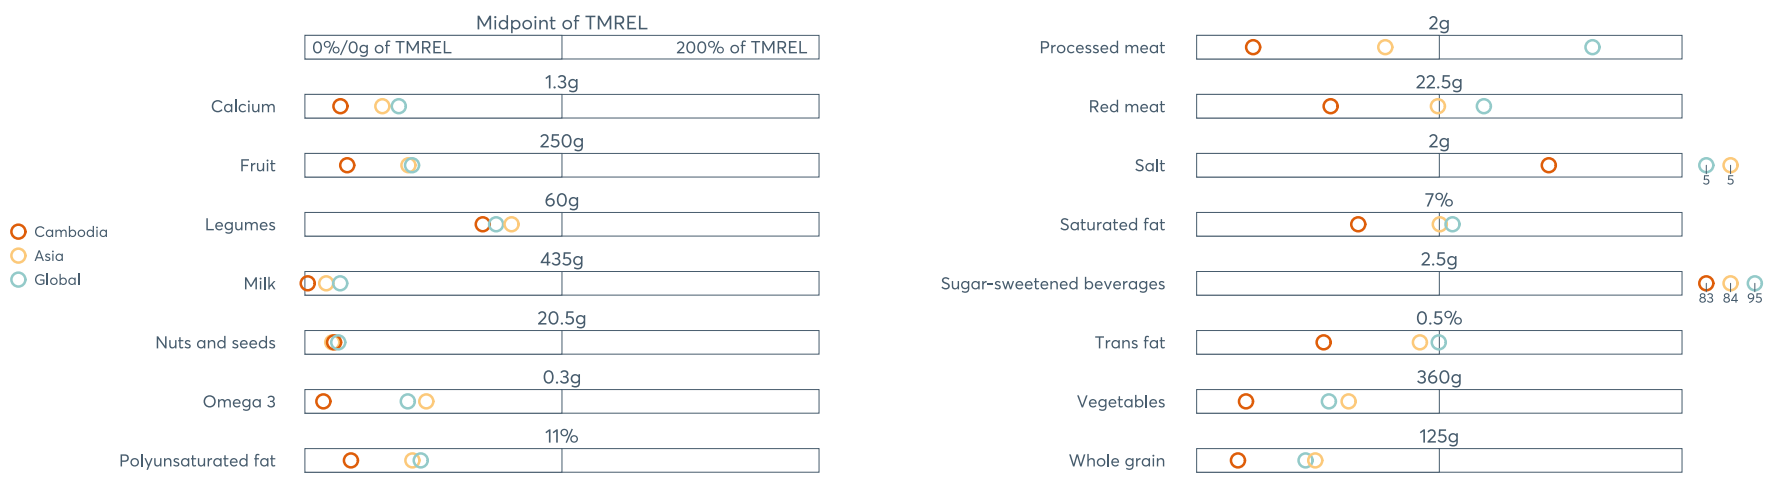 Midpoint of TMREL
0%/0g of TMREL
200% of TMREL
1.3g
Calcium
250g
Fruit
60g
Legumes
435g
Milk
20.5g
Nuts and seeds
0.3g
Omega 3
11%
Polyunsaturated fat
Cambodia
Asia
Global
2g
Processed meat
22.5g
Red meat
2g
Salt
5 5
7%
Saturated fat
2.5g
Sugar-sweetened beverages
83 84 95
0.5%
Trans fat
360g
Vegetables
125g
Whole grain